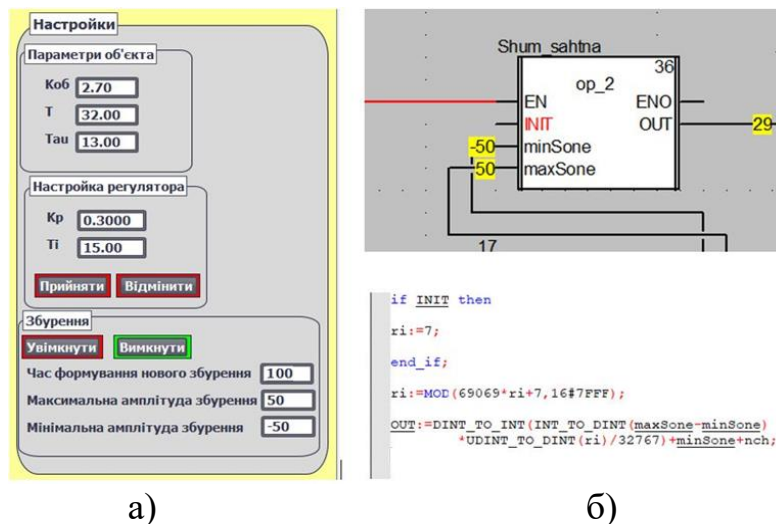 Настройки
Параметри об'єкта
Коб 2.70
T 32.00
Tau 13.00
Настройка регулятора
Kp 0.3000
Ti 15.00
Прийняти Відмінити
Збурення
Увімкнути Вимкнути
Час формування нового збурення 100
Максимальна амплітуда збурення 50
Мінімальна амплітуда збурення -50
а)
Shum_sahtna
36
op_2
EN ENO
INIT OUT 29
-50 minSone
50 maxSone
17
if INIT then
ri:=7;
end_if;
ri:=MOD(69069*ri+7,16#7FFF);
OUT:=DINT_TO_INT(INT_TO_DINT(maxSone-minSone)
*UDINT_TO_DINT(ri)/32767)+minSone+nch;
б)